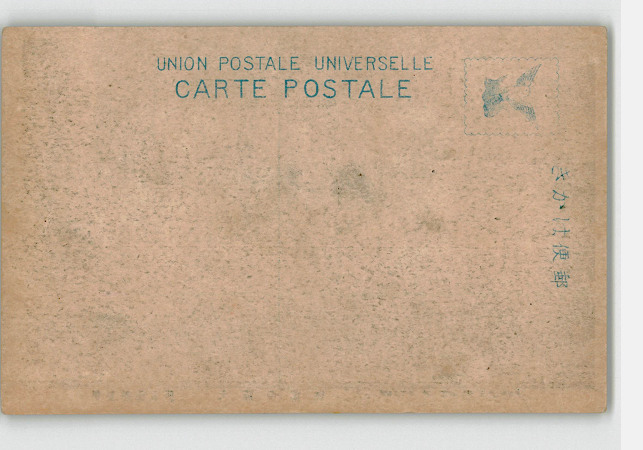 UNION POSTALE UNIVERSELLE
CARTE POSTALE
郵便はかき